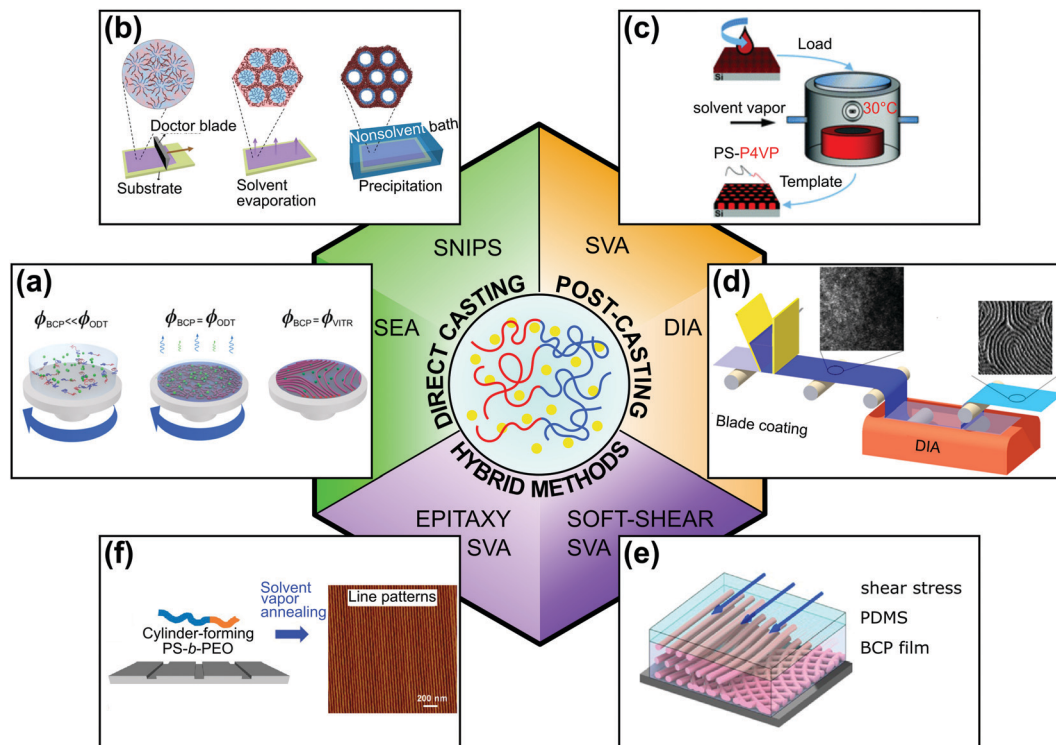 (b)
Doctor blade
Substrate
Solvent
evaporation
Nonsolvent bath
Precipitation
(c)
Load
Si
solvent vapor
30°C
PS-P4VP
Template
Si
SNIPS
SVA
(a)
ϕBCP<<ϕODT
ϕBCP=ϕODT
ϕBCP=ϕVITR
SEA
DIRECT CASTING
POST-CASTING
DIA
(d)
Blade coating
DIA
HYBRID METHODS
EPITAXY
SVA
SOFT-SHEAR
SVA
(f)
Solvent
vapor
annealing
Cylinder-forming
PS-b-PEO
Line patterns
200 nm
(e)
shear stress
PDMS
BCP film